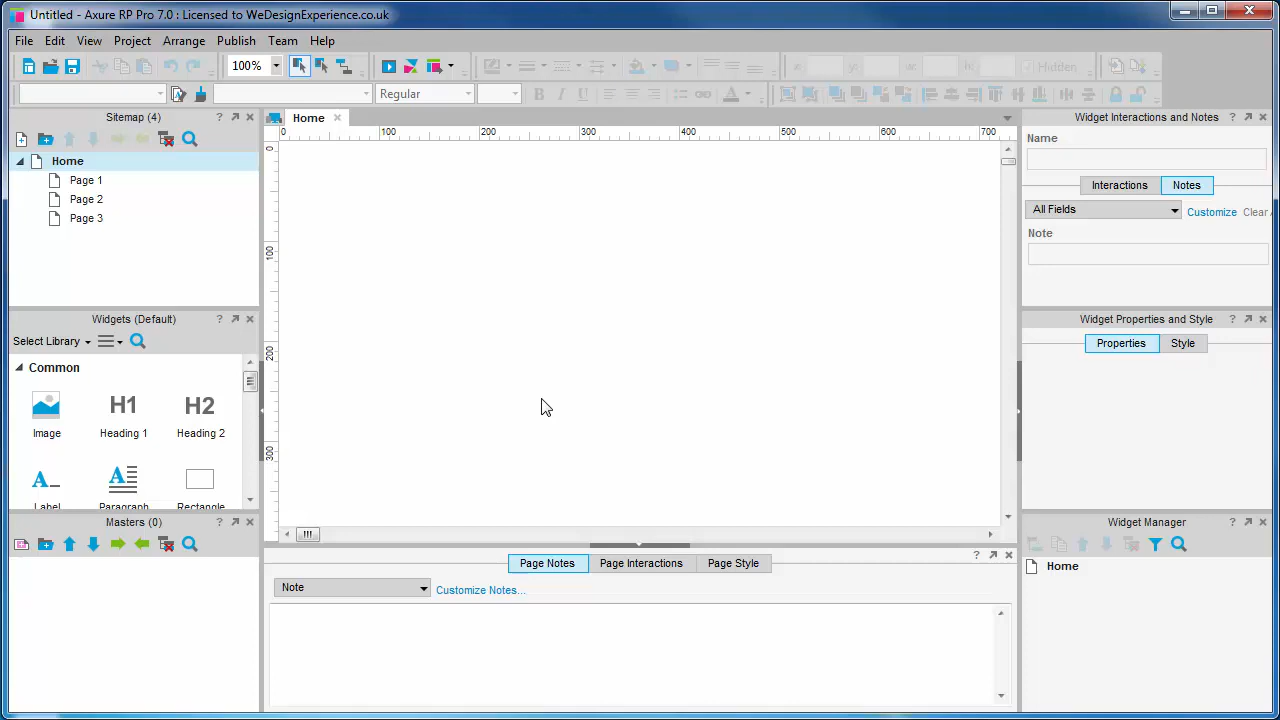 Untitled - Axure RP Pro 7.0 : Licensed to WeDesignExperience.co.uk
File Edit View Project Arrange Publish Team Help
100% Hidden
Regular B I U A
Sitemap (4) ?
Home
Page 1
Page 2
Page 3
Widgets (Default) ?
Select Library
Common
H1 H2
Image Heading 1 Heading 2
A A
Label Paragraph Rectangle
Masters (0) ?
Home
0 100 200 300 400 500 600 700
0
100
200
300
?
Page Notes Page Interactions Page Style
Note Customize Notes...
Widget Interactions and Notes ?
Name
Interactions Notes
All Fields Customize Clear
Note
Widget Properties and Style ?
Properties Style
Widget Manager ?
Home